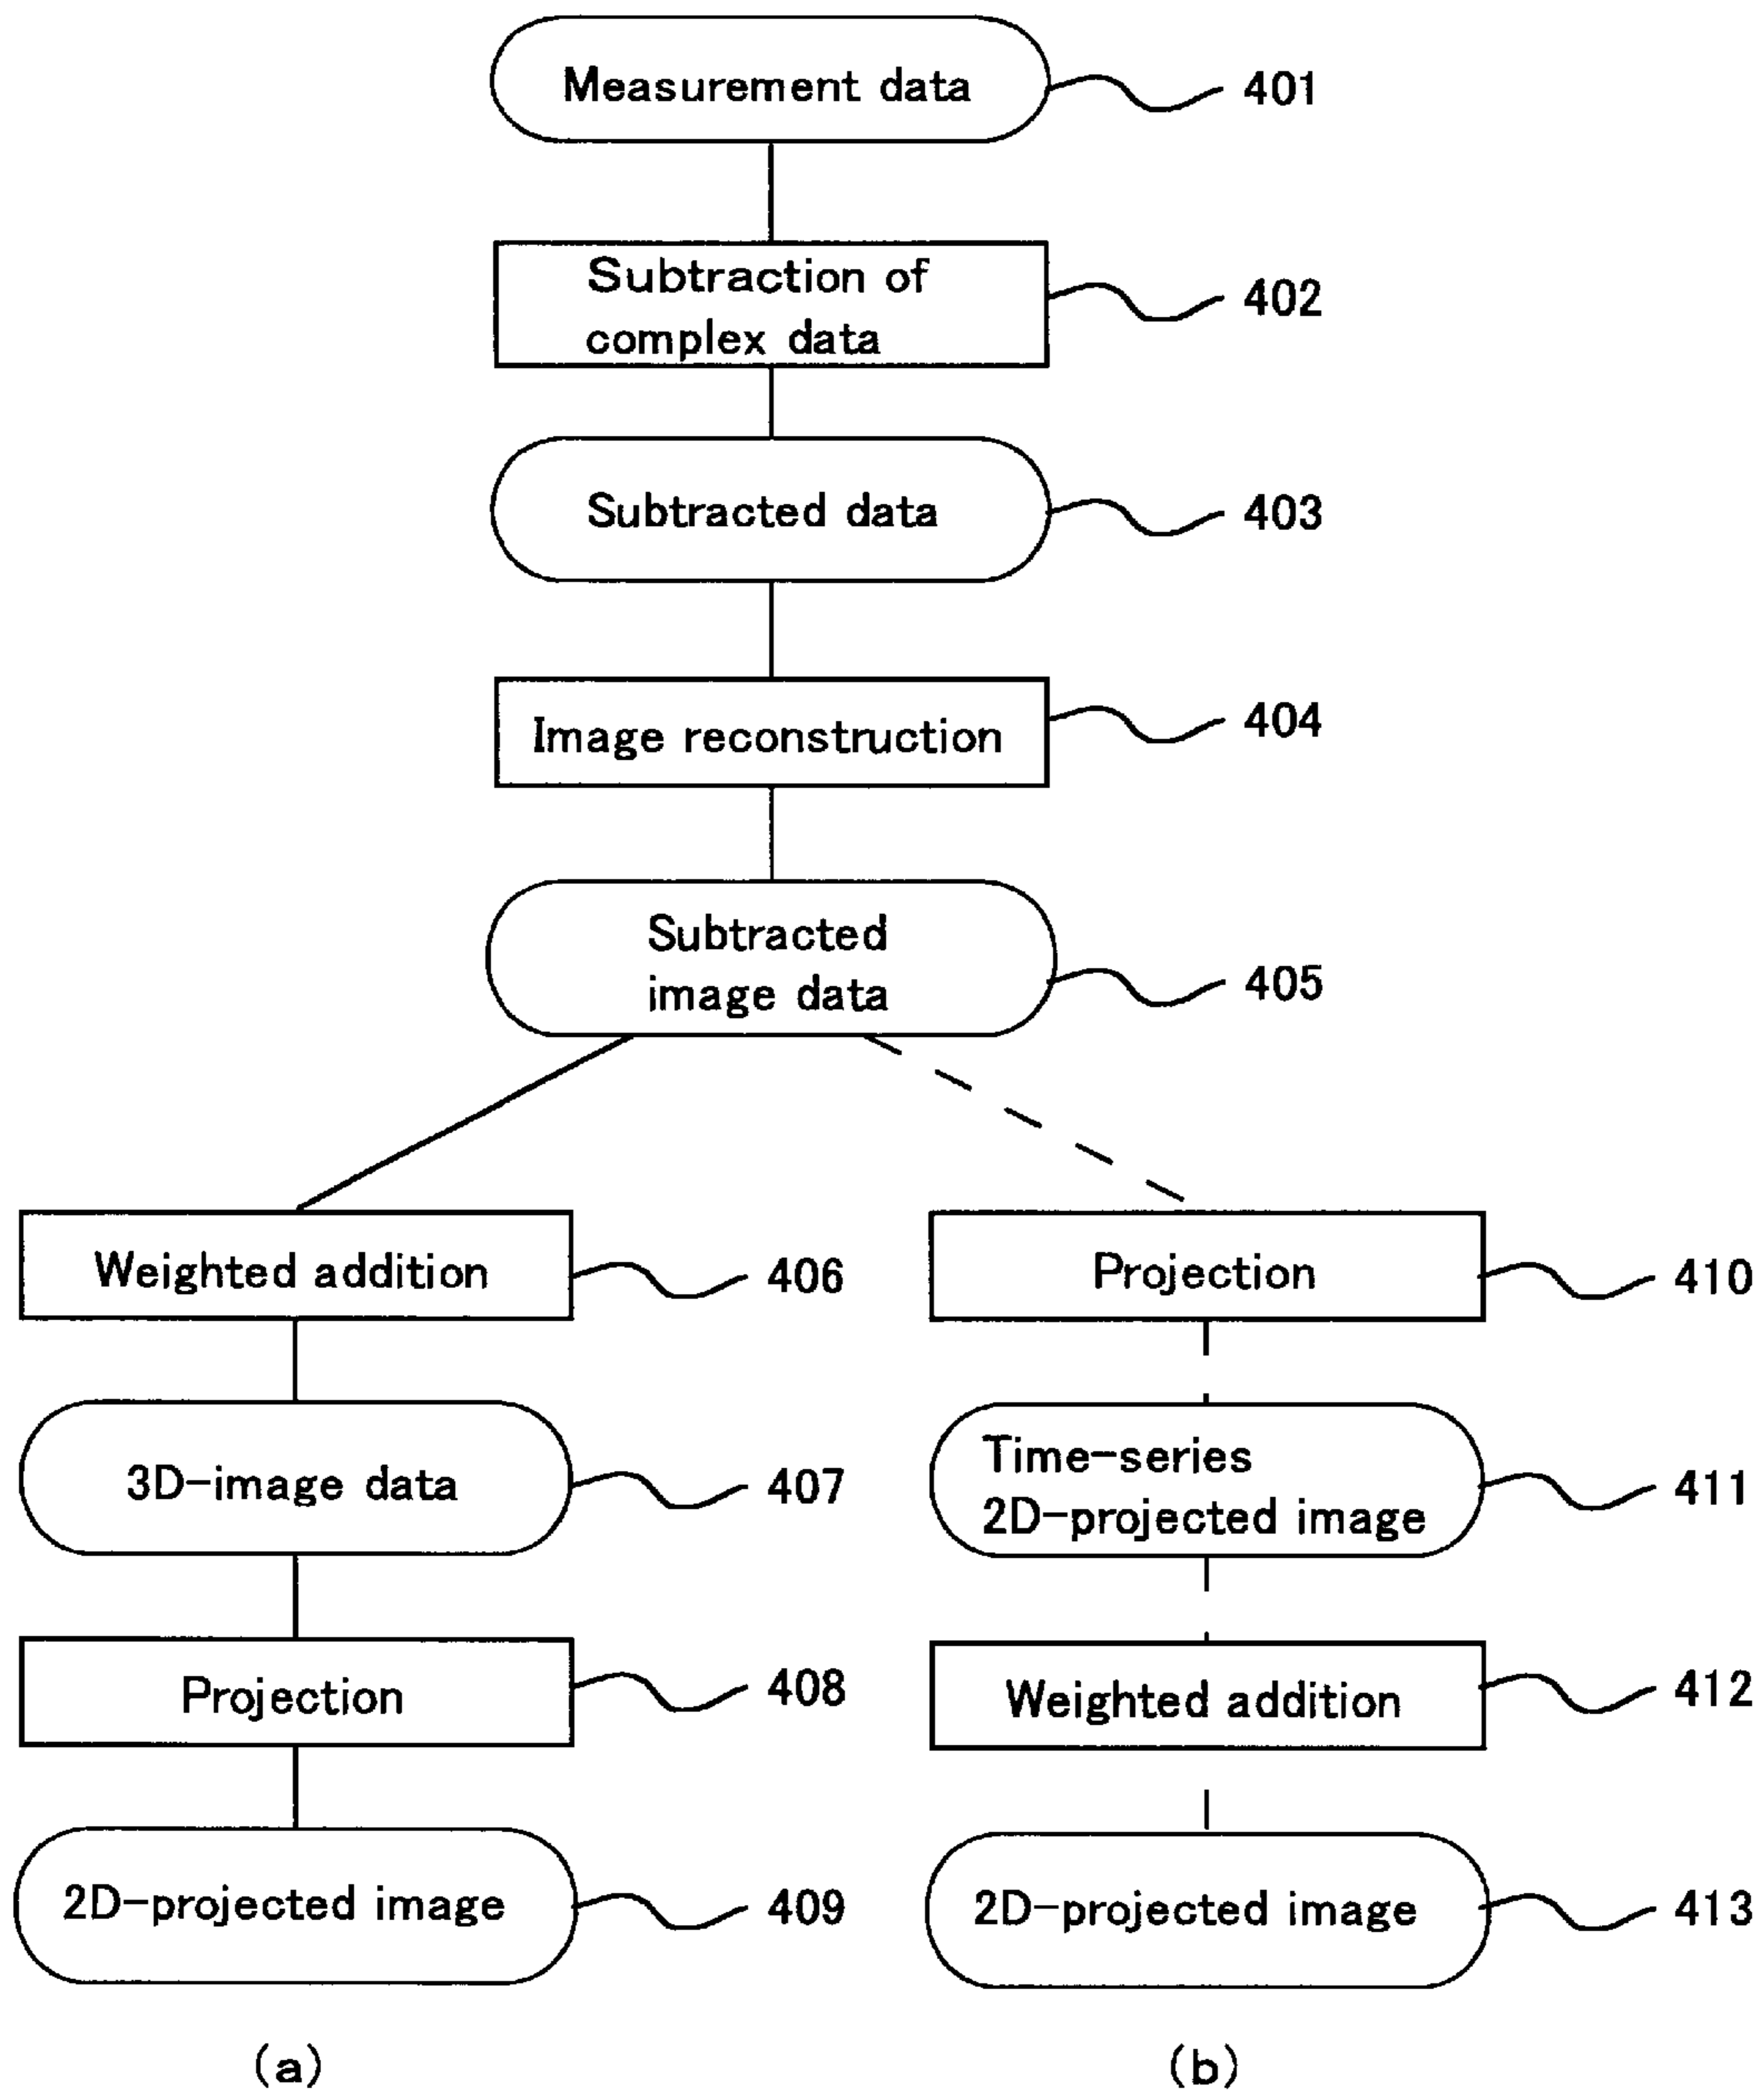 Measurement data
401
Subtraction of
complex data
402
Subtracted data
403
Image reconstruction
404
Subtracted
image data
405
Weighted addition
406
3D-image data
407
Projection
408
2D-projected image
409
(a)
Projection
410
Time-series
2D-projected image
411
Weighted addition
412
2D-projected image
413
(b)